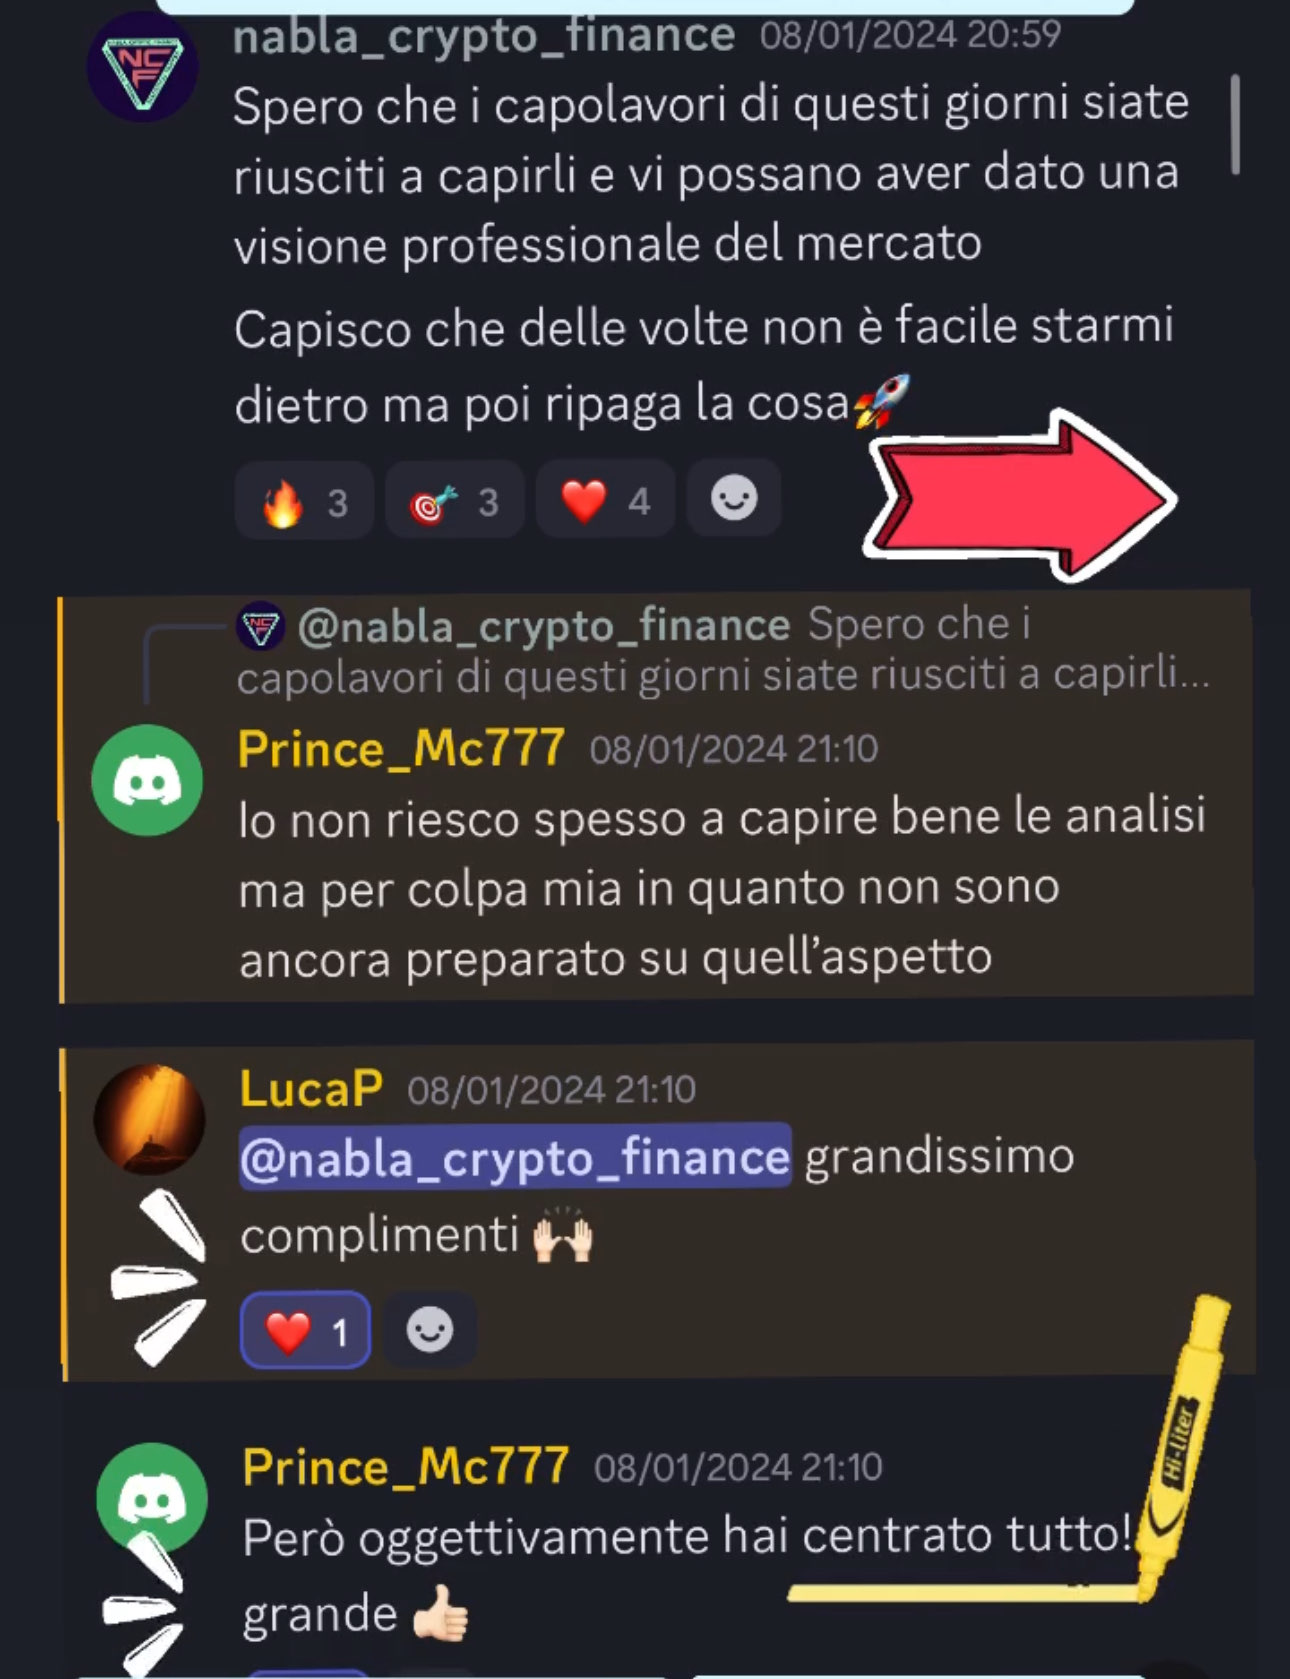 nabla_crypto_finance 08/01/2024 20:59
NC
F
Spero che i capolavori di questi giorni siate
riusciti a capirli e vi possano aver dato una
visione professionale del mercato
Capisco che delle volte non è facile starmi
dietro ma poi ripaga la cosa🚀
🔥 3 🎯 3 ❤️ 4
NC
F
@nabla_crypto_finance Spero che i
capolavori di questi giorni siate riusciti a capirli...
Prince_Mc777 08/01/2024 21:10
Io non riesco spesso a capire bene le analisi
ma per colpa mia in quanto non sono
ancora preparato su quell’aspetto
LucaP 08/01/2024 21:10
@nabla_crypto_finance grandissimo
complimenti 🙌🏻
❤️ 1
Hi-Liter
Prince_Mc777 08/01/2024 21:10
Però oggettivamente hai centrato tutto!
grande 👍🏻